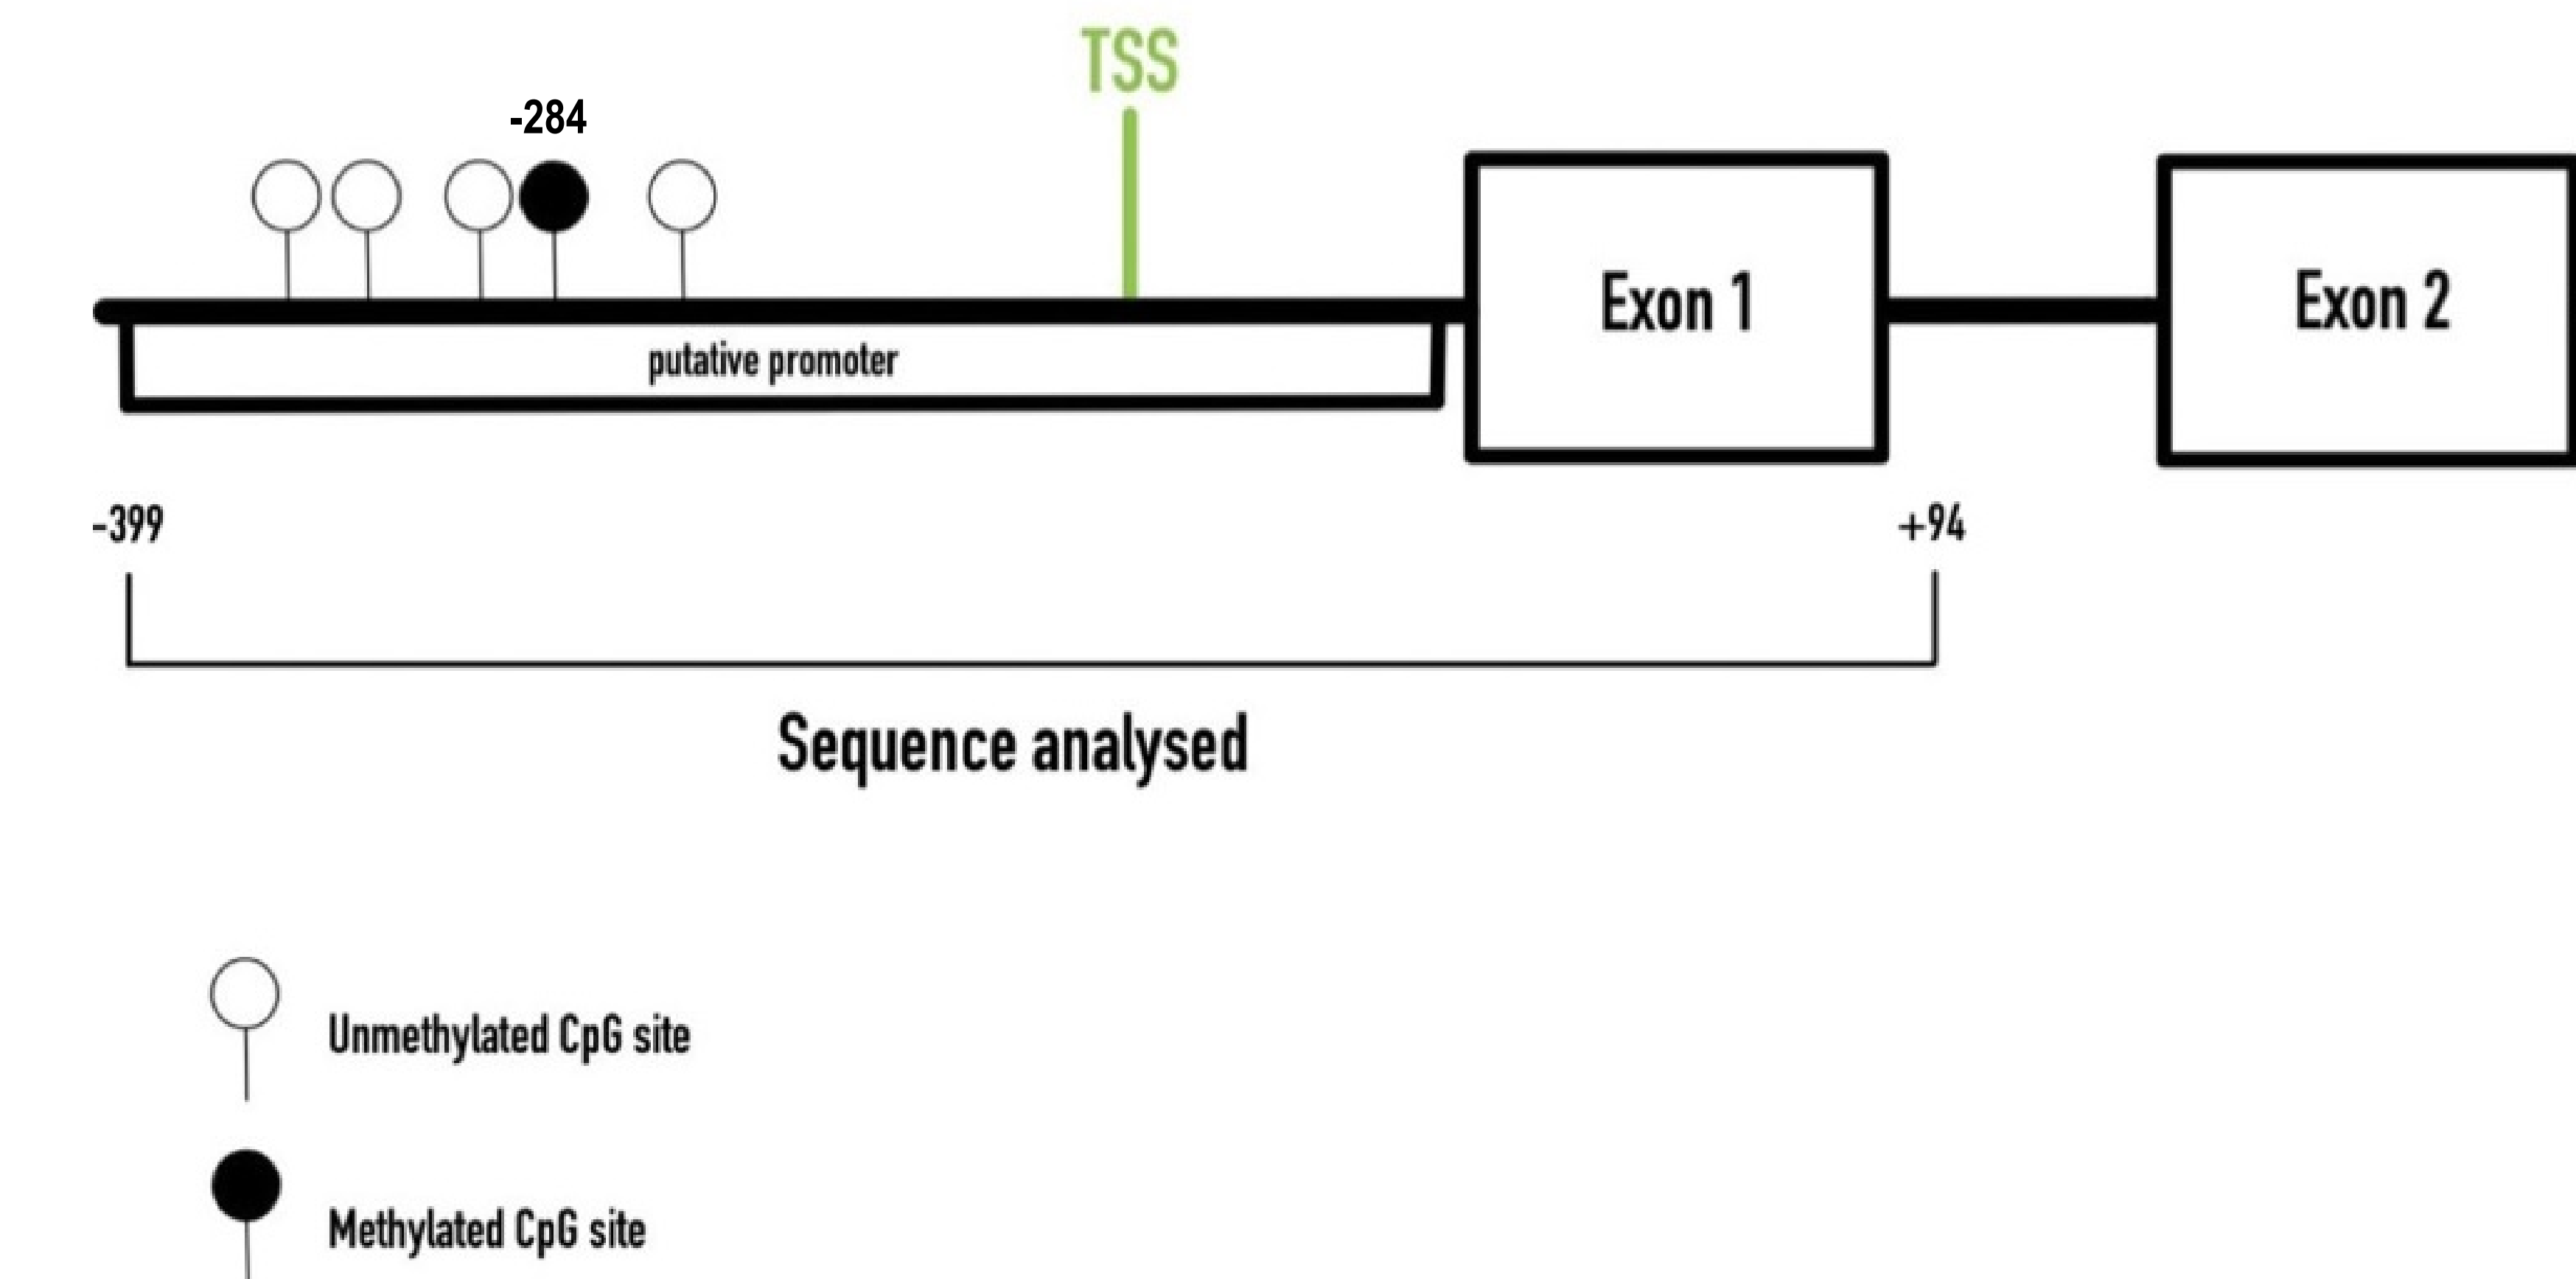 TSS
-284
Exon 1
Exon 2
putative promoter
-399
+94
Sequence analysed
Unmethylated CpG site
Methylated CpG site